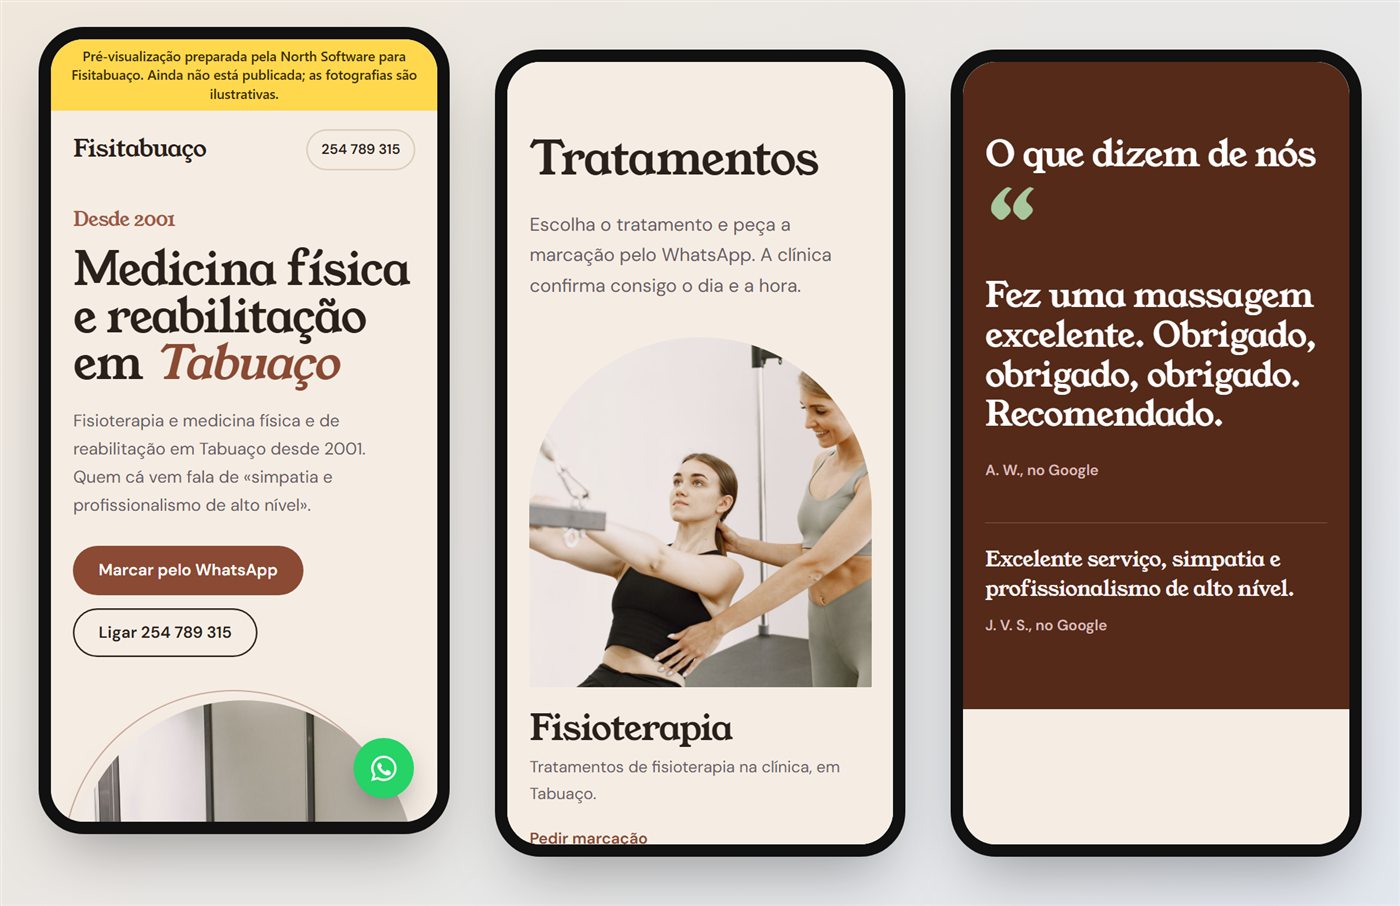 Pré-visualização preparada pela North Software para
Fisitabuaço. Ainda não está publicada; as fotografias são
ilustrativas.
Fisitabuaço
254 789 315
Desde 2001
Medicina física
e reabilitação
em Tabuaço
Fisioterapia e medicina física e de
reabilitação em Tabuaço desde 2001.
Quem cá vem fala de «simpatia e
profissionalismo de alto nível».
Marcar pelo WhatsApp
Ligar 254 789 315
Tratamentos
Escolha o tratamento e peça a
marcação pelo WhatsApp. A clínica
confirma consigo o dia e a hora.
Fisioterapia
Tratamentos de fisioterapia na clínica, em
Tabuaço.
Pedir marcação
O que dizem de nós
“
Fez uma massagem
excelente. Obrigado,
obrigado, obrigado.
Recomendado.
A. W., no Google
Excelente serviço, simpatia e
profissionalismo de alto nível.
J. V. S., no Google